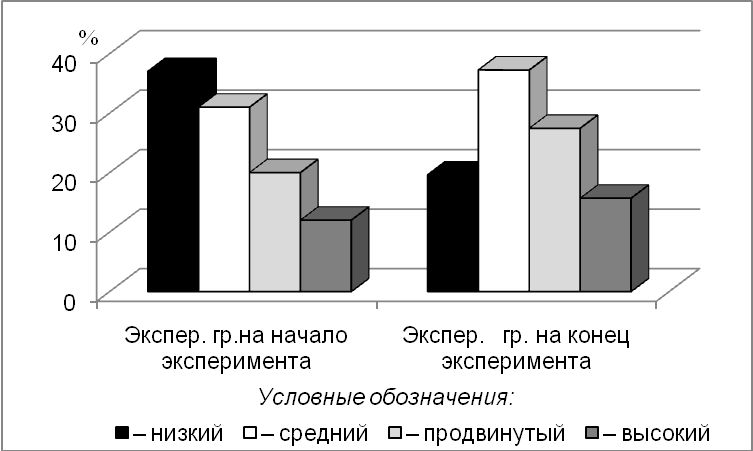 %
40
30
20
10
0
Экспер. гр.на начало
эксперимента
Экспер. гр. на конец
эксперимента
Условные обозначения:
– низкий – средний – продвинутый – высокий